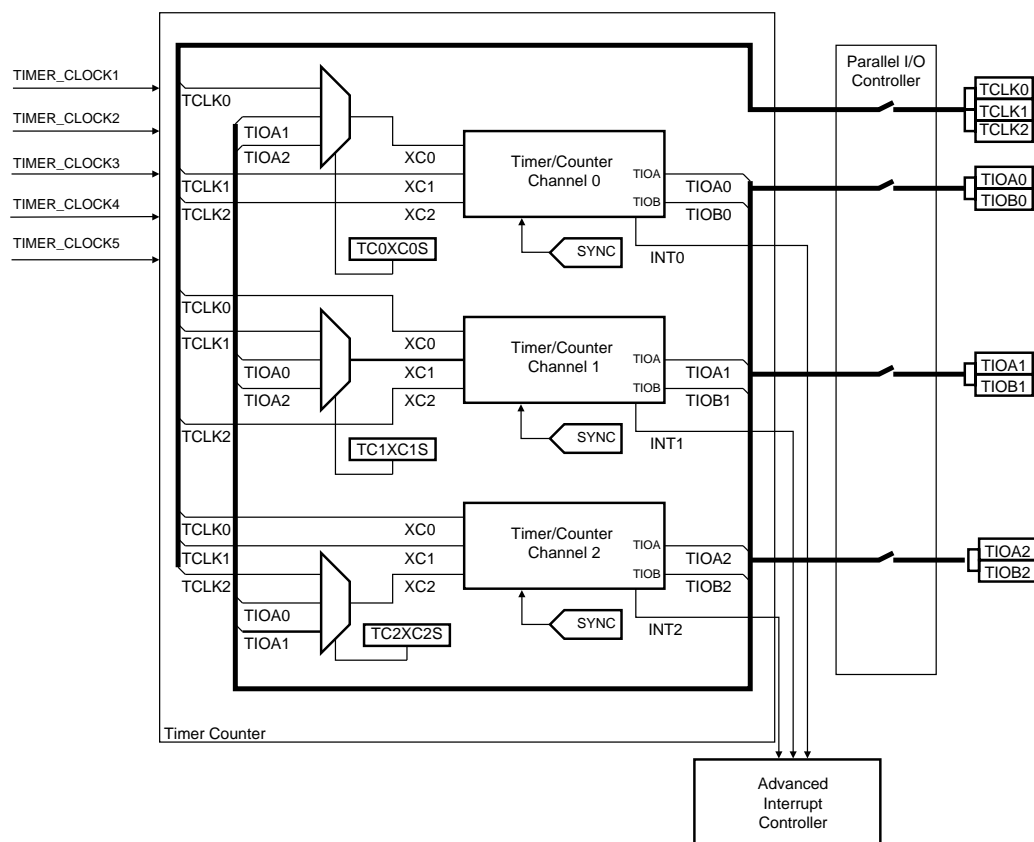 TIMER_CLOCK1
TIMER_CLOCK2
TIMER_CLOCK3
TIMER_CLOCK4
TIMER_CLOCK5
TCLK0
TIOA1
TIOA2
TCLK1
TCLK2
XC0
XC1
XC2
TC0XC0S
Timer/Counter
Channel 0
TIOA
TIOB
TIOA0
TIOB0
SYNC
INT0
TCLK0
TCLK1
TIOA0
TIOA2
TCLK2
XC0
XC1
XC2
TC1XC1S
Timer/Counter
Channel 1
TIOA
TIOB
TIOA1
TIOB1
SYNC
INT1
TCLK0
TCLK1
TCLK2
TIOA0
TIOA1
XC0
XC1
XC2
TC2XC2S
Timer/Counter
Channel 2
TIOA
TIOB
TIOA2
TIOB2
SYNC
INT2
Timer Counter
Parallel I/O
Controller
TCLK0
TCLK1
TCLK2
TIOA0
TIOB0
TIOA1
TIOB1
TIOA2
TIOB2
Advanced
Interrupt
Controller